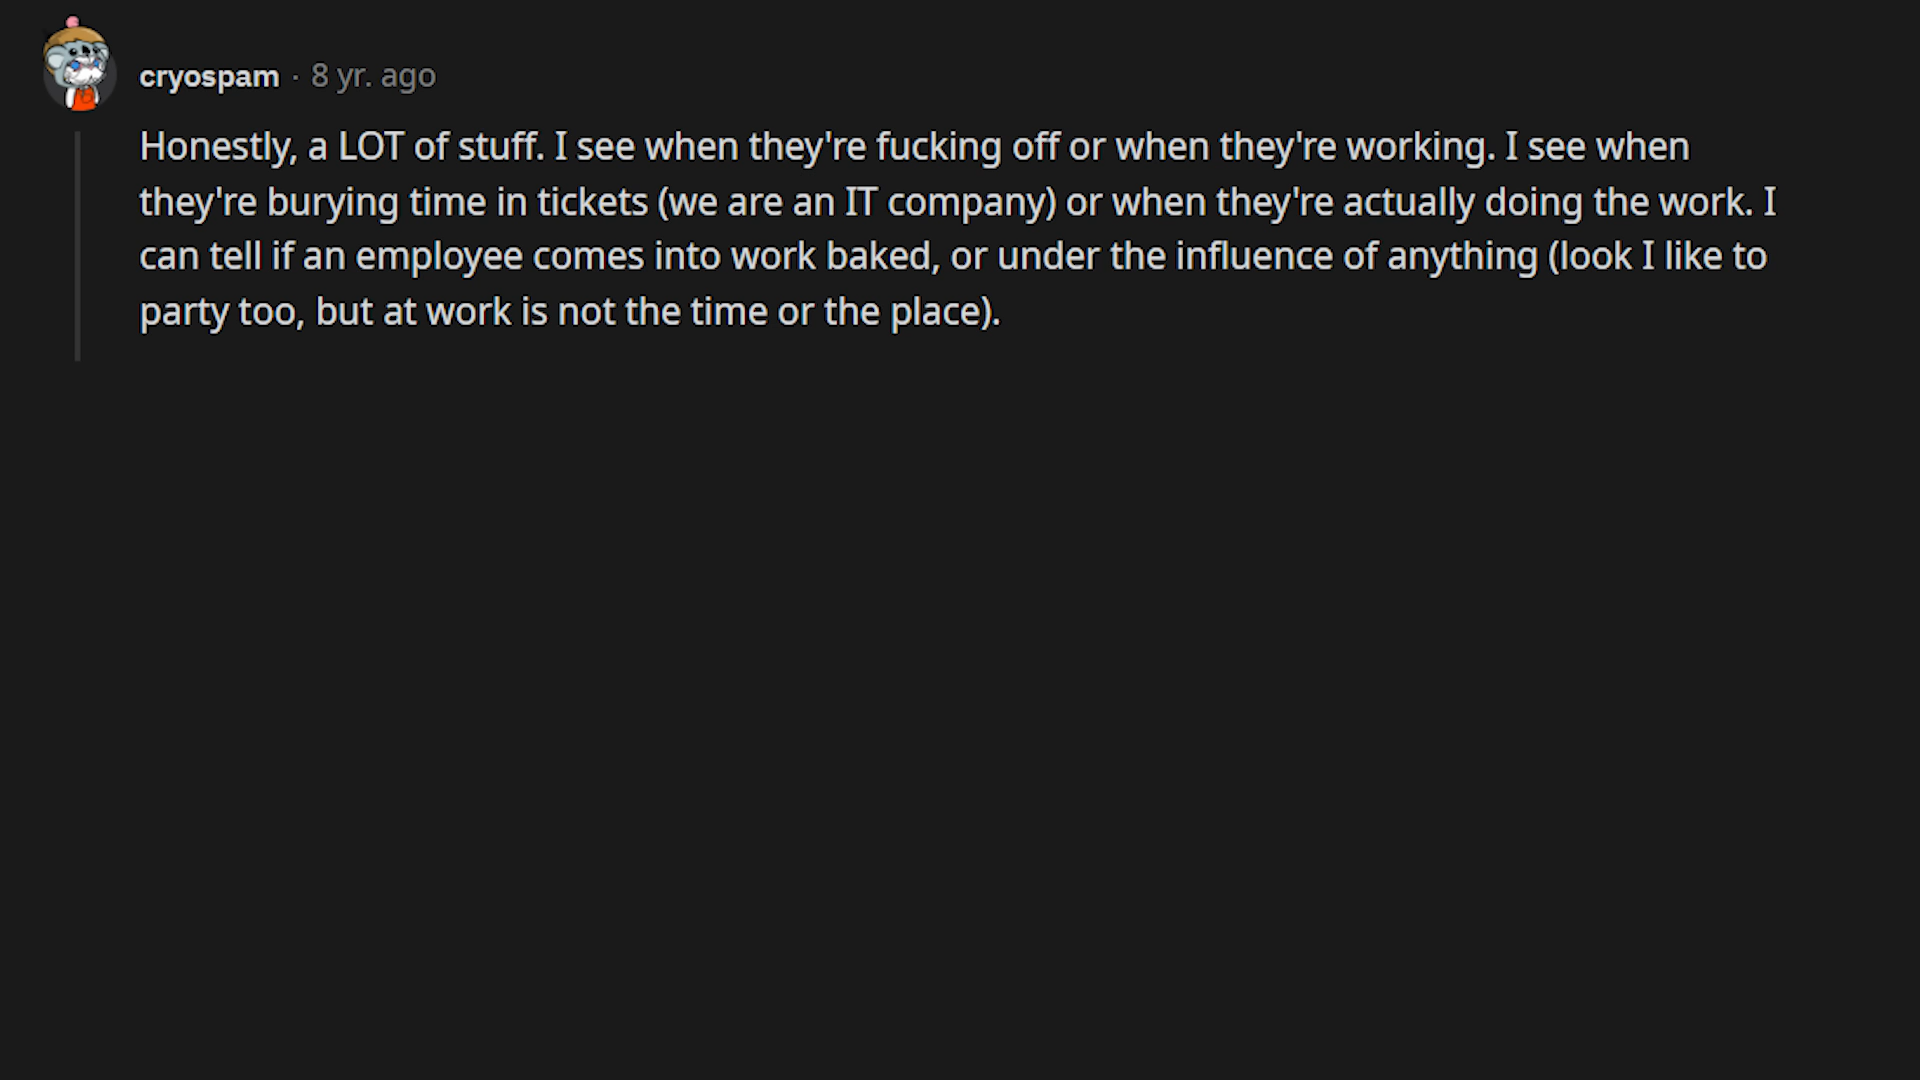 cryospam · 8 yr. ago
Honestly, a LOT of stuff. I see when they're fucking off or when they're working. I see when
they're burying time in tickets (we are an IT company) or when they're actually doing the work. I
can tell if an employee comes into work baked, or under the influence of anything (look I like to
party too, but at work is not the time or the place).